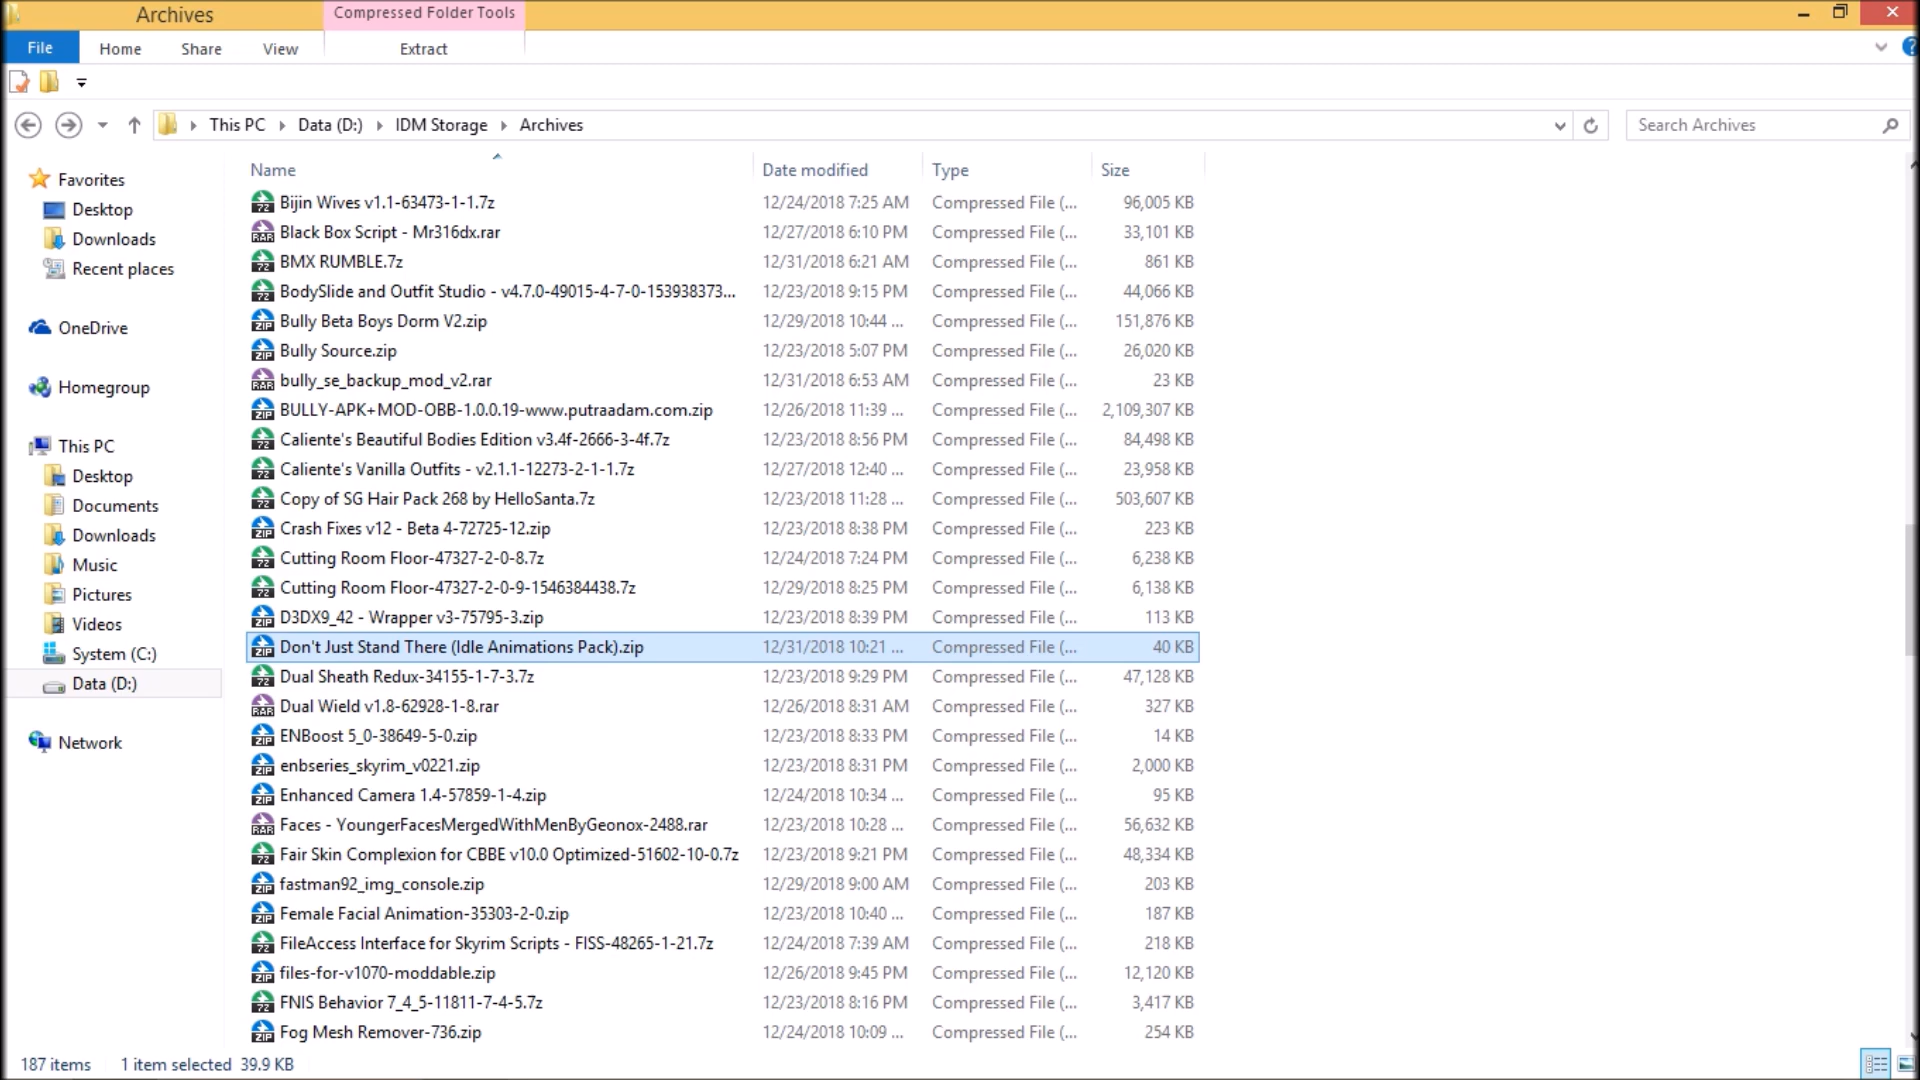 Archives
Compressed Folder Tools
File
Home
Share
View
Extract
This PC
Data (D:)
IDM Storage
Archives
Search Archives
Name
Date modified
Type
Size
Favorites
Desktop
Downloads
Recent places
OneDrive
Homegroup
This PC
Desktop
Documents
Downloads
Music
Pictures
Videos
System (C:)
Data (D:)
Network
Bijin Wives v1.1-63473-1-1.7z 12/24/2018 7:25 AM Compressed File (... 96,005 KB
Black Box Script - Mr316dx.rar 12/27/2018 6:10 PM Compressed File (... 33,101 KB
BMX RUMBLE.7z 12/31/2018 6:21 AM Compressed File (... 861 KB
BodySlide and Outfit Studio - v4.7.0-49015-4-7-0-153938373... 12/23/2018 9:15 PM Compressed File (... 44,066 KB
Bully Beta Boys Dorm V2.zip 12/29/2018 10:44 ... Compressed File (... 151,876 KB
Bully Source.zip 12/23/2018 5:07 PM Compressed File (... 26,020 KB
bully_se_backup_mod_v2.rar 12/31/2018 6:53 AM Compressed File (... 23 KB
BULLY-APK+MOD-OBB-1.0.0.19-www.putraadam.com.zip 12/26/2018 11:39 ... Compressed File (... 2,109,307 KB
Caliente's Beautiful Bodies Edition v3.4f-2666-3-4f.7z 12/23/2018 8:56 PM Compressed File (... 84,498 KB
Caliente's Vanilla Outfits - v2.1.1-12273-2-1-1.7z 12/27/2018 12:40 ... Compressed File (... 23,958 KB
Copy of SG Hair Pack 268 by HelloSanta.7z 12/23/2018 11:28 ... Compressed File (... 503,607 KB
Crash Fixes v12 - Beta 4-72725-12.zip 12/23/2018 8:38 PM Compressed File (... 223 KB
Cutting Room Floor-47327-2-0-8.7z 12/24/2018 7:24 PM Compressed File (... 6,238 KB
Cutting Room Floor-47327-2-0-9-1546384438.7z 12/29/2018 8:25 PM Compressed File (... 6,138 KB
D3DX9_42 - Wrapper v3-75795-3.zip 12/23/2018 8:39 PM Compressed File (... 113 KB
Don't Just Stand There (Idle Animations Pack).zip 12/31/2018 10:21 ... Compressed File (... 40 KB
Dual Sheath Redux-34155-1-7-3.7z 12/23/2018 9:29 PM Compressed File (... 47,128 KB
Dual Wield v1.8-62928-1-8.rar 12/26/2018 8:31 AM Compressed File (... 327 KB
ENBoost 5_0-38649-5-0.zip 12/23/2018 8:33 PM Compressed File (... 14 KB
enbseries_skyrim_v0221.zip 12/23/2018 8:31 PM Compressed File (... 2,000 KB
Enhanced Camera 1.4-57859-1-4.zip 12/24/2018 10:34 ... Compressed File (... 95 KB
Faces - YoungerFacesMergedWithMenByGeonox-2488.rar 12/23/2018 10:28 ... Compressed File (... 56,632 KB
Fair Skin Complexion for CBBE v10.0 Optimized-51602-10-0.7z 12/23/2018 9:21 PM Compressed File (... 48,334 KB
fastman92_img_console.zip 12/29/2018 9:00 AM Compressed File (... 203 KB
Female Facial Animation-35303-2-0.zip 12/23/2018 10:40 ... Compressed File (... 187 KB
FileAccess Interface for Skyrim Scripts - FISS-48265-1-21.7z 12/24/2018 7:39 AM Compressed File (... 218 KB
files-for-v1070-moddable.zip 12/26/2018 9:45 PM Compressed File (... 12,120 KB
FNIS Behavior 7_4_5-11811-7-4-5.7z 12/23/2018 8:16 PM Compressed File (... 3,417 KB
Fog Mesh Remover-736.zip 12/24/2018 10:09 ... Compressed File (... 254 KB
187 items
1 item selected 39.9 KB